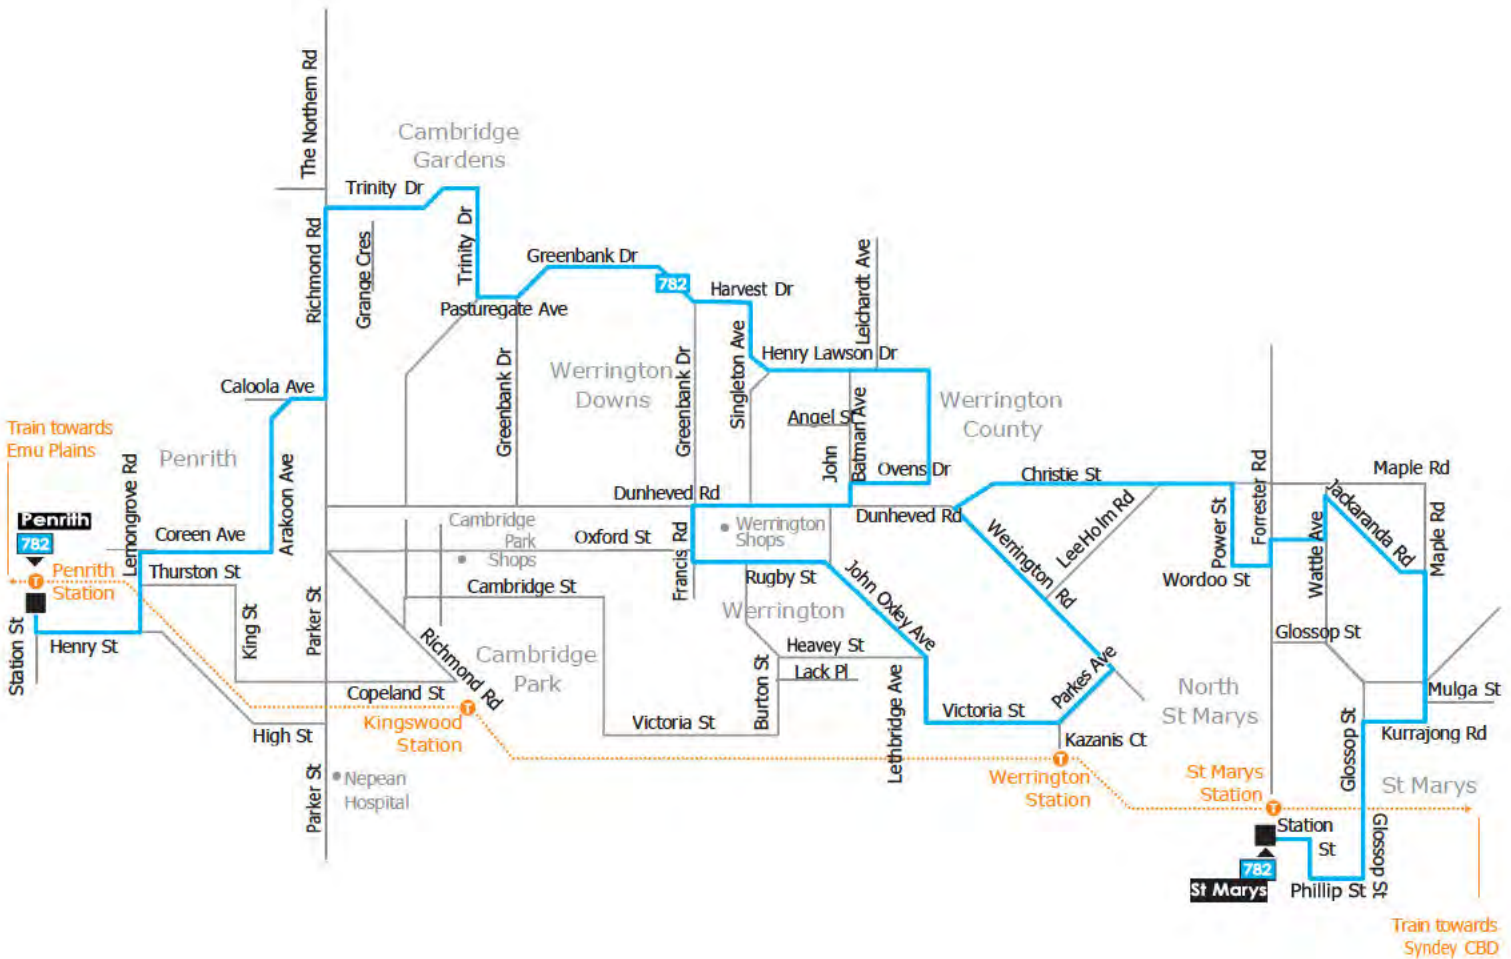 The Northern Rd
Cambridge
Gardens
Trinity Dr
Richmond Rd
Grange Cres
Trinity Dr
Greenbank Dr
782
Harvest Dr
Pasturegate Ave
Leichardt Ave
Singleton Ave
Henry Lawson Dr
Caloola Ave
Werrington
Downs
Greenbank Dr
Greenbank Dr
Angel St
John
Batman Ave
Werrington
County
Train towards
Emu Plains
Penrith
Lemongrove Rd
Arakoon Ave
Ovens Dr
Christie St
Forrester Rd
Maple Rd
Jackaranda Rd
Maple Rd
Dunheved Rd
Dunheved Rd
Penrith
782
Coreen Ave
Cambridge
Park
Shops
Oxford St
Francis Rd
Werrington
Shops
Werrington Rd
Lee Holm Rd
Power St
Wattle Ave
Penrith
Station
Thurston St
Cambridge St
Rugby St
John Oxley Ave
Wordoo St
Station St
Henry St
King St
Parker St
Richmond Rd
Cambridge
Park
Werrington
Heavey St
Lack Pl
Burton St
Lethbridge Ave
Parkes Ave
Glossop St
North
St Marys
Mulga St
Copeland St
Kingswood
Station
Victoria St
Victoria St
Kazanis Ct
High St
Kurrajong Rd
Glossop St
Parker St
Nepean
Hospital
Werrington
Station
St Marys
Station
St Marys
Station
St
Glossop St
782
St Marys
Phillip St
Train towards
Syndey CBD
T
T
T
T